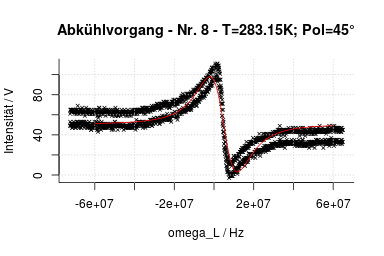 Abkühlvorgang - Nr. 8 - T=283.15K; Pol=45°
Intensität / V
80
40
0
-6e+07 -2e+07 2e+07 6e+07
omega_L / Hz